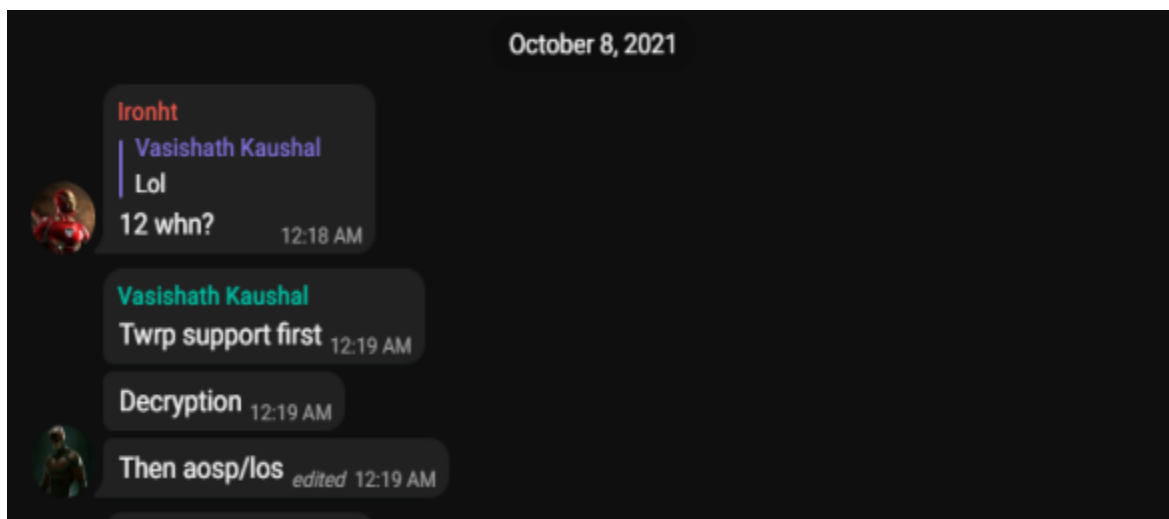 October 8, 2021
Ironht
Vasishath Kaushal
Lol
12 whn?
12:18 AM
Vasishath Kaushal
Twrp support first 12:19 AM
Decryption 12:19 AM
Then aosp/los edited 12:19 AM